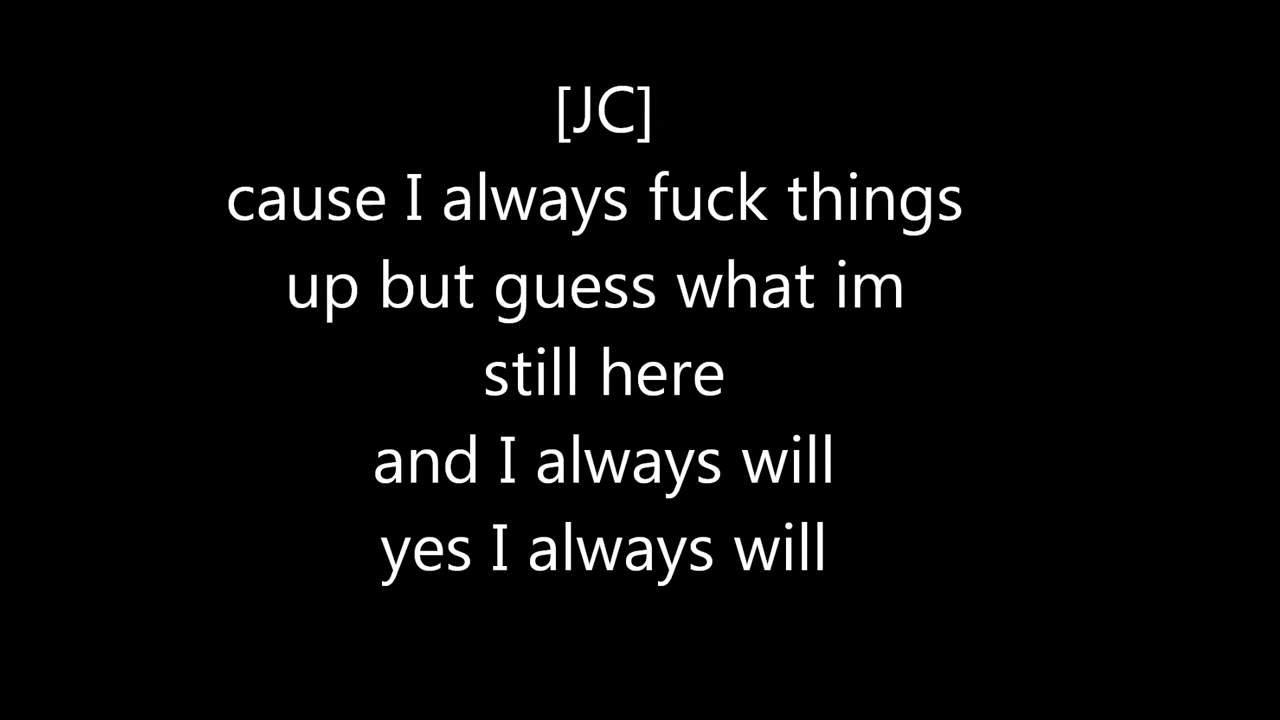 [JC]
cause I always fuck things
up but guess what im
still here
and I always will
yes I always will